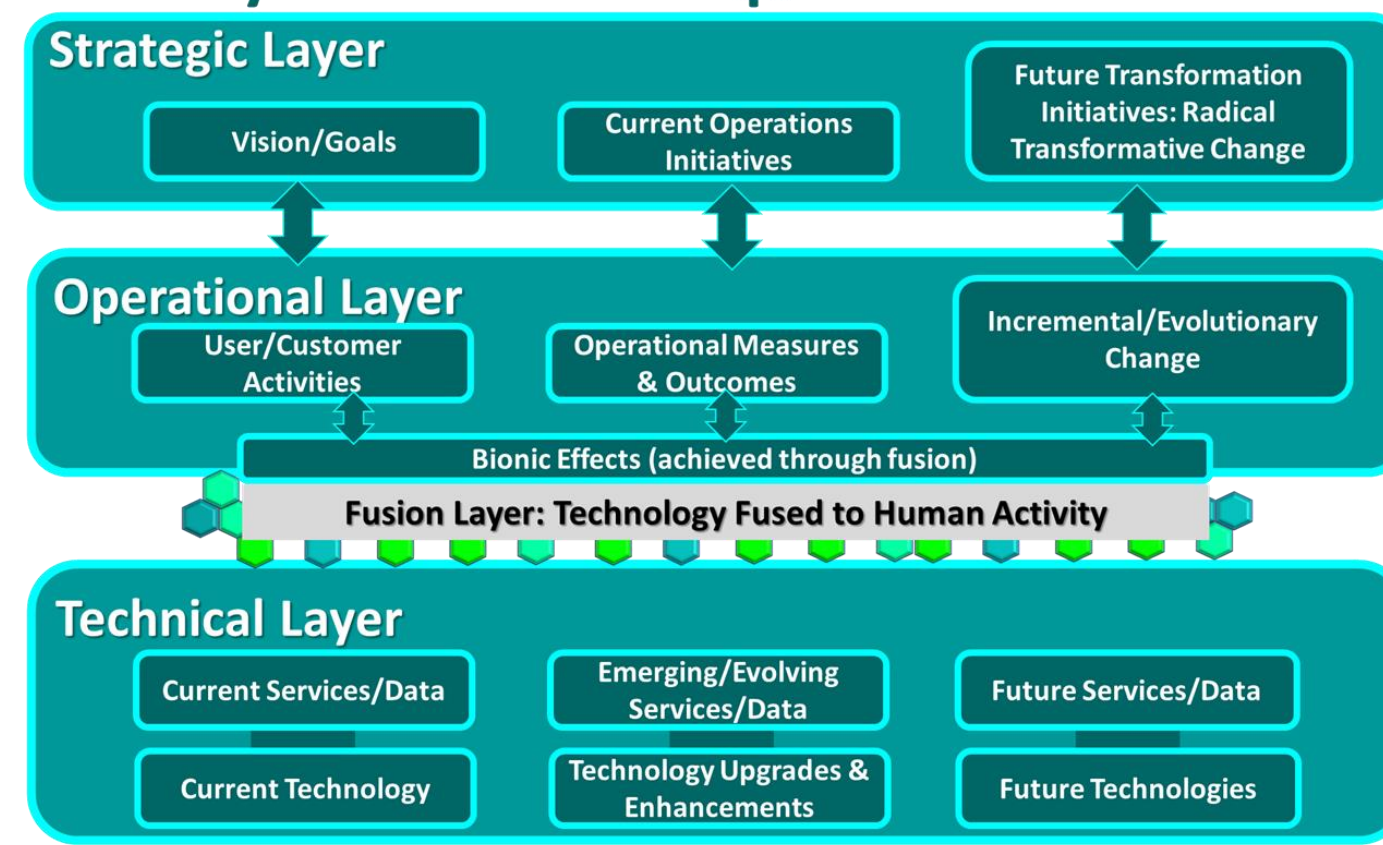 Strategic Layer
Vision/Goals
Current Operations
Initiatives
Future Transformation
Initiatives: Radical
Transformative Change
Operational Layer
User/Customer
Activities
Operational Measures
& Outcomes
Incremental/Evolutionary
Change
Bionic Effects (achieved through fusion)
Fusion Layer: Technology Fused to Human Activity
Technical Layer
Current Services/Data
Emerging/Evolving
Services/Data
Future Services/Data
Current Technology
Technology Upgrades &
Enhancements
Future Technologies